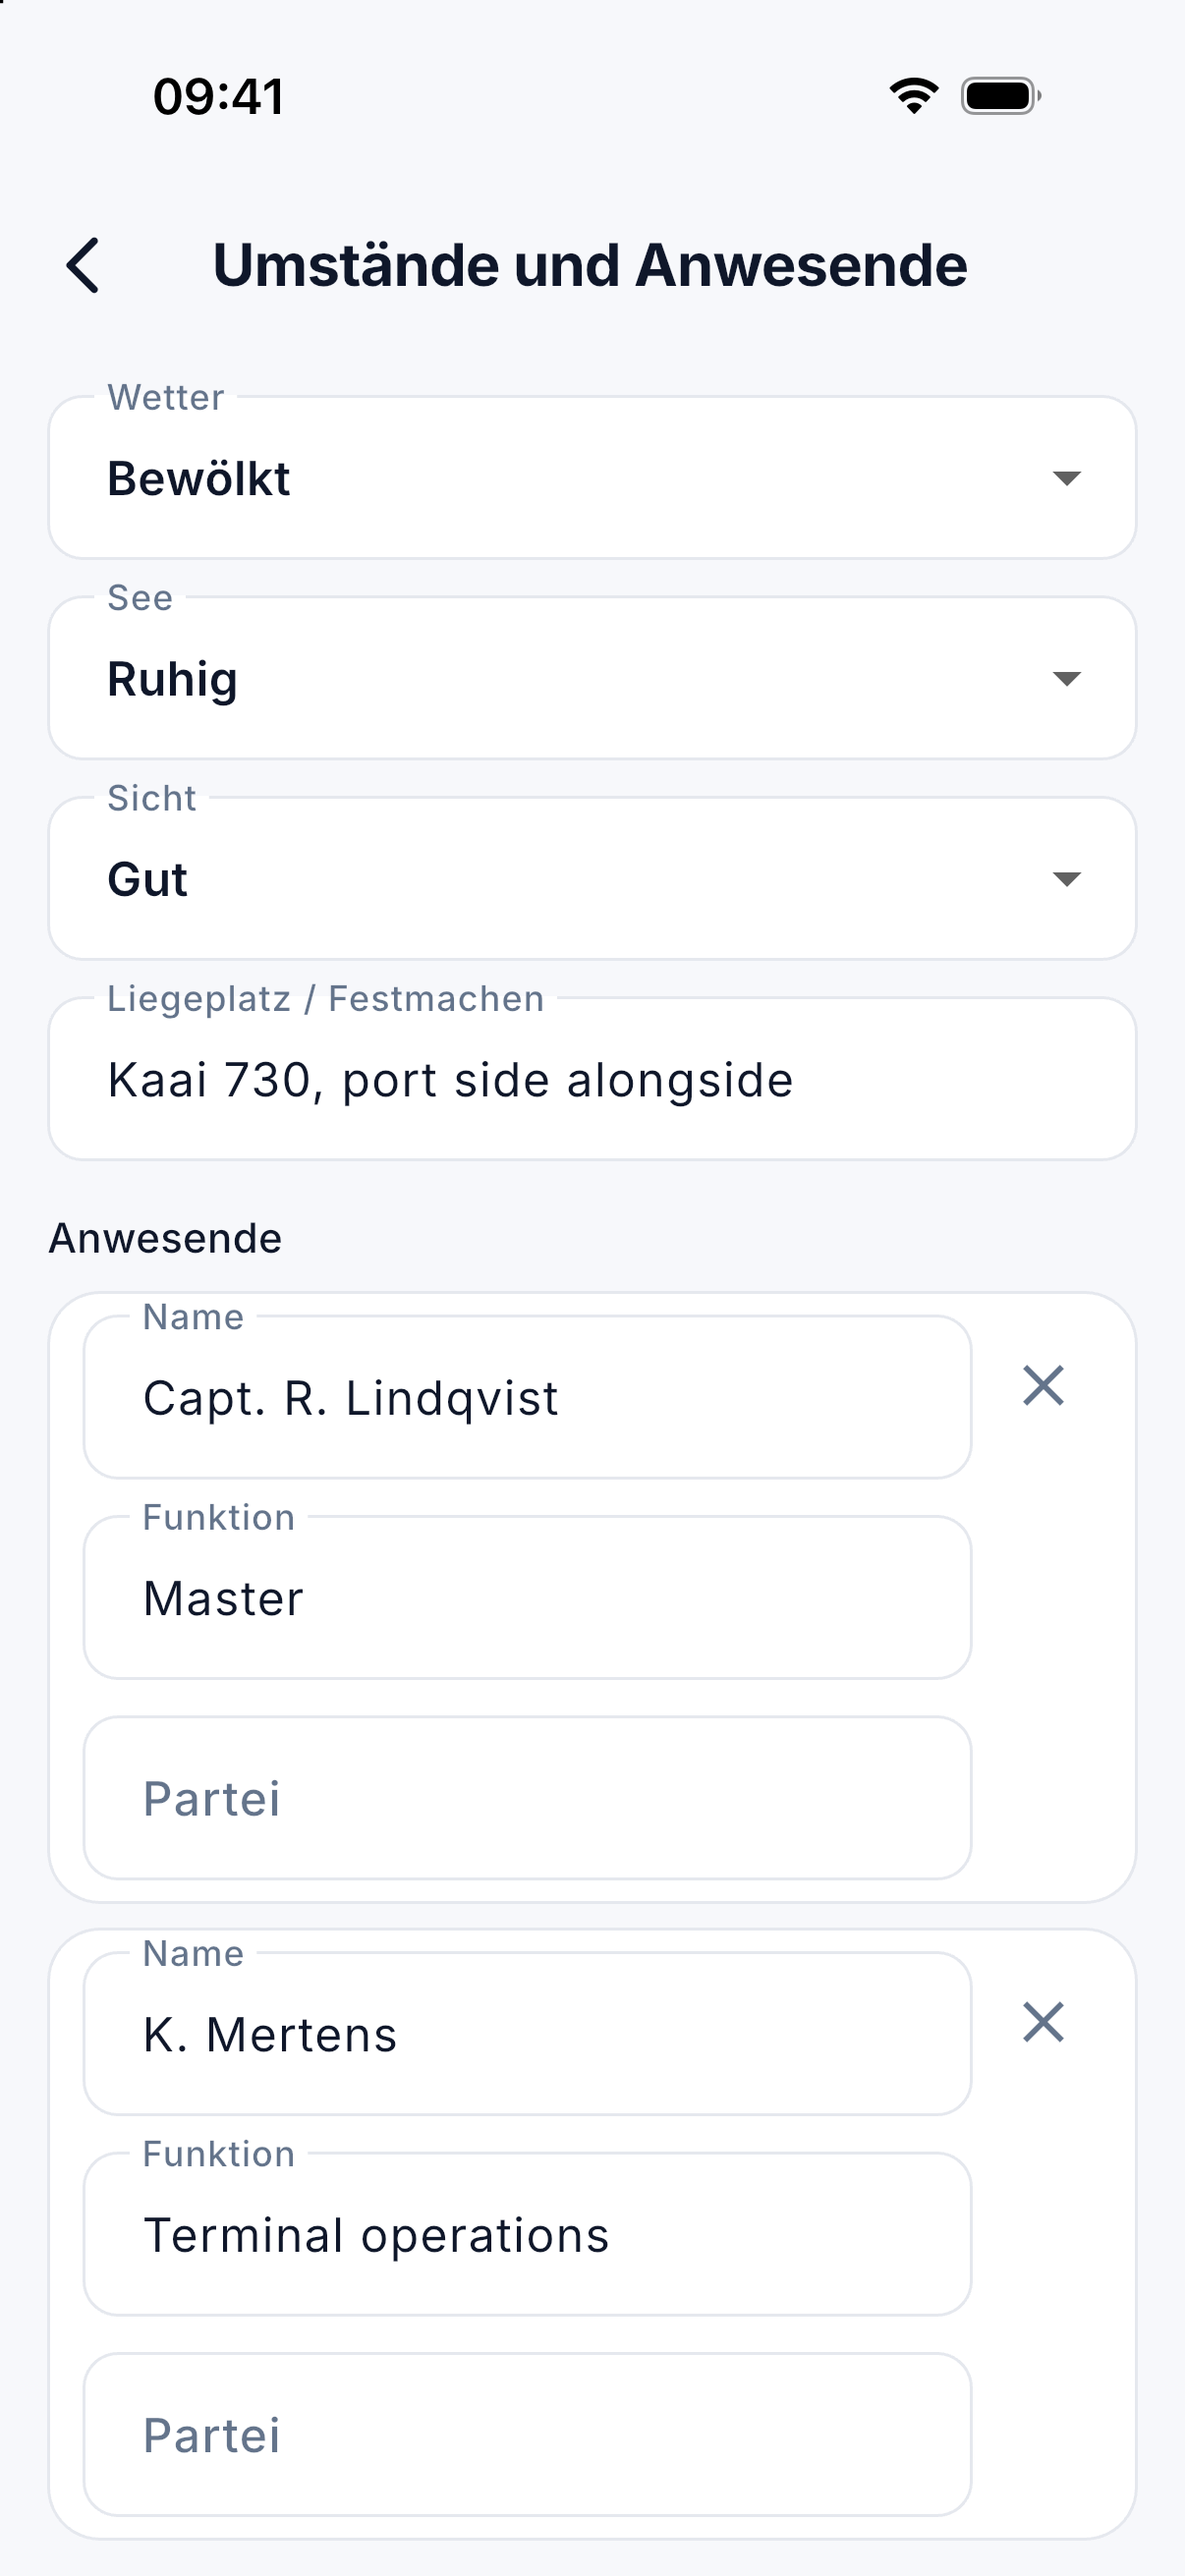 09:41
Umstände und Anwesende
Wetter
Bewölkt
See
Ruhig
Sicht
Gut
Liegeplatz / Festmachen
Kaai 730, port side alongside
Anwesende
Name
Capt. R. Lindqvist
Funktion
Master
Partei
Name
K. Mertens
Funktion
Terminal operations
Partei